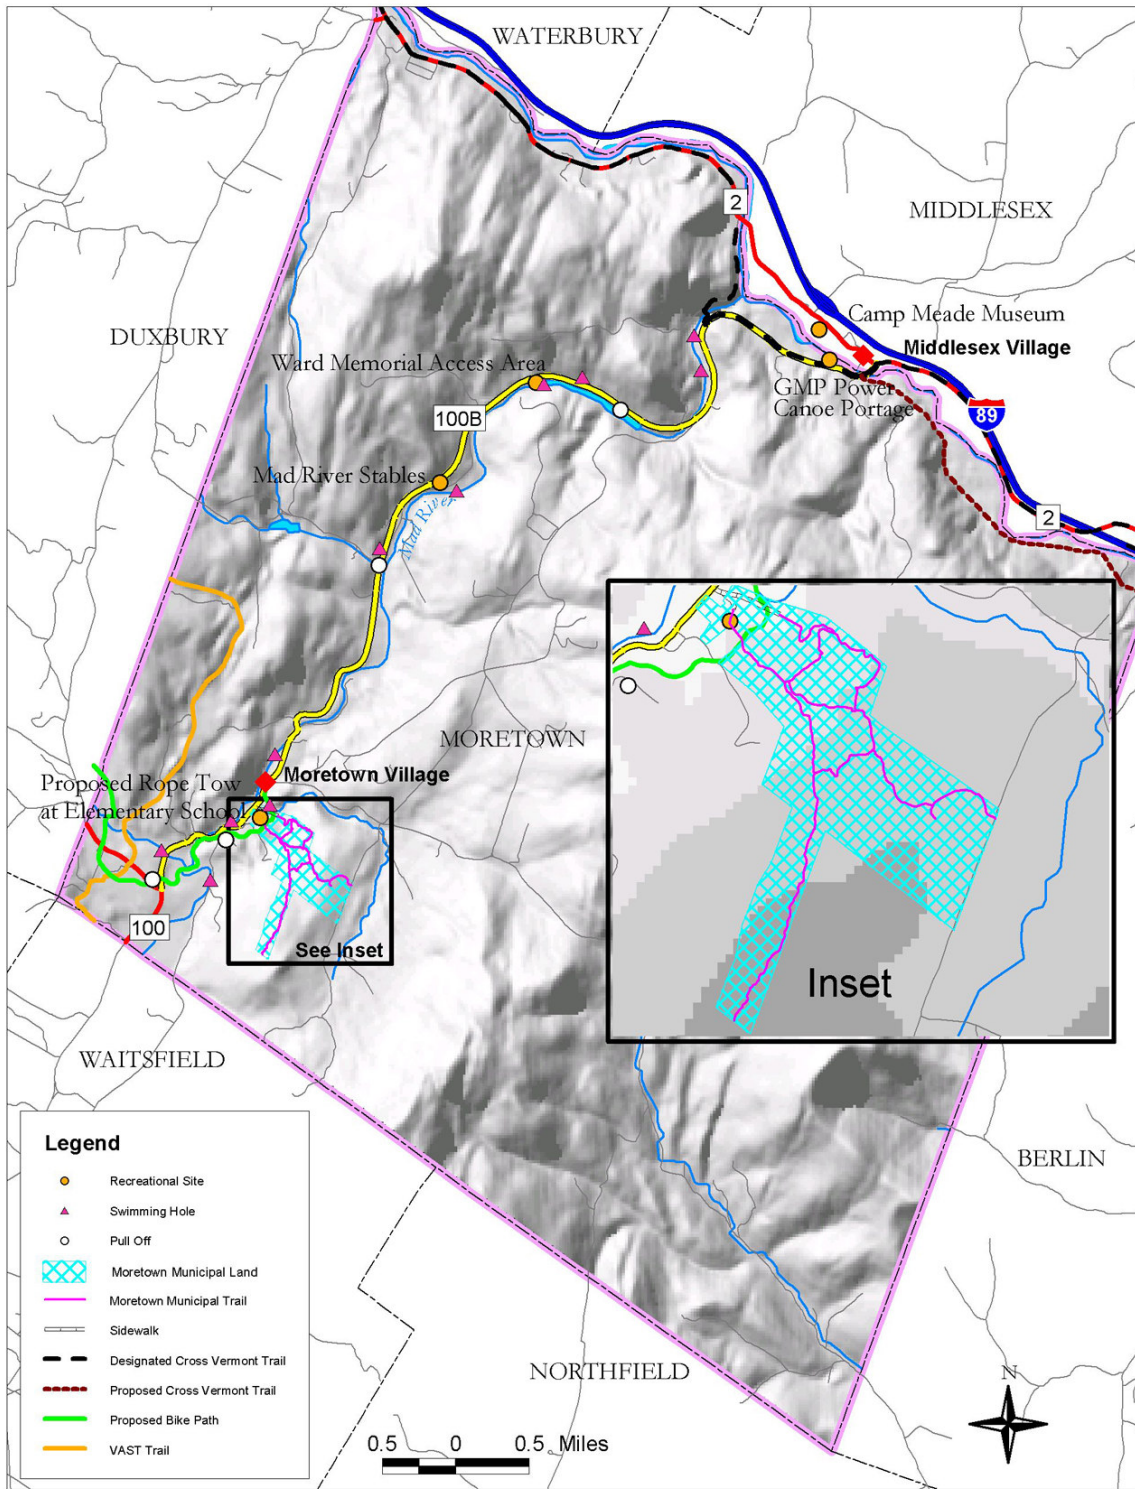 WATERBURY
2
MIDDLESEX
DUXBURY
Camp Meade Museum
Middlesex Village
Ward Memorial Access Area
GMP Power
Canoe Portage
100B
89
Mad River Stables
Mad River
2
MORETOWN
Moretown Village
Proposed Rope Tow
at Elementary School
100
See Inset
Inset
WAITSFIELD
BERLIN
Legend
Recreational Site
Swimming Hole
Pull Off
Moretown Municipal Land
Moretown Municipal Trail
Sidewalk
Designated Cross Vermont Trail
Proposed Cross Vermont Trail
Proposed Bike Path
VAST Trail
NORTHFIELD
N
0.5 0 0.5 Miles